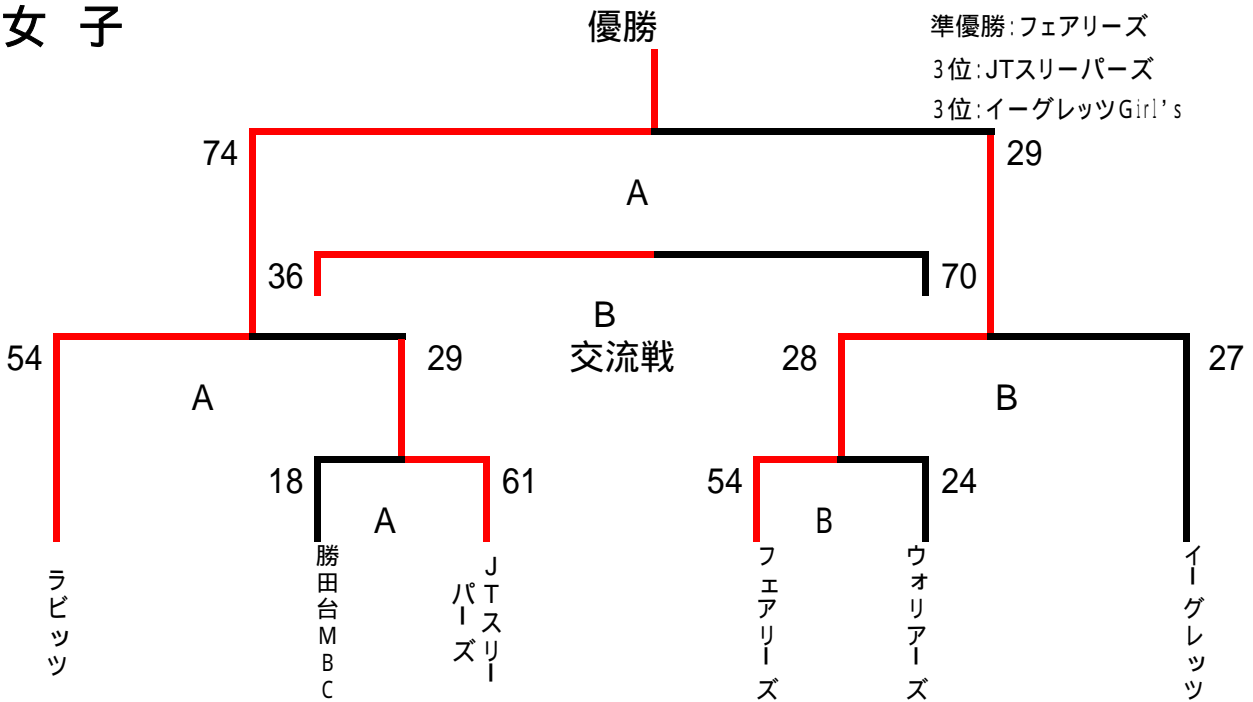 女 子
優勝
準優勝:フェアリーズ
3位:JTスリーパーズ
3位:イーグレッツGirl's
74
29
A
36
70
B
交流戦
54
29
28
27
A
B
18
61
54
24
A
B
ラビッツ
勝田台MBC
JTスリー
パーズ
フェアリーズ
ウォリアーズ
イーグレッツ